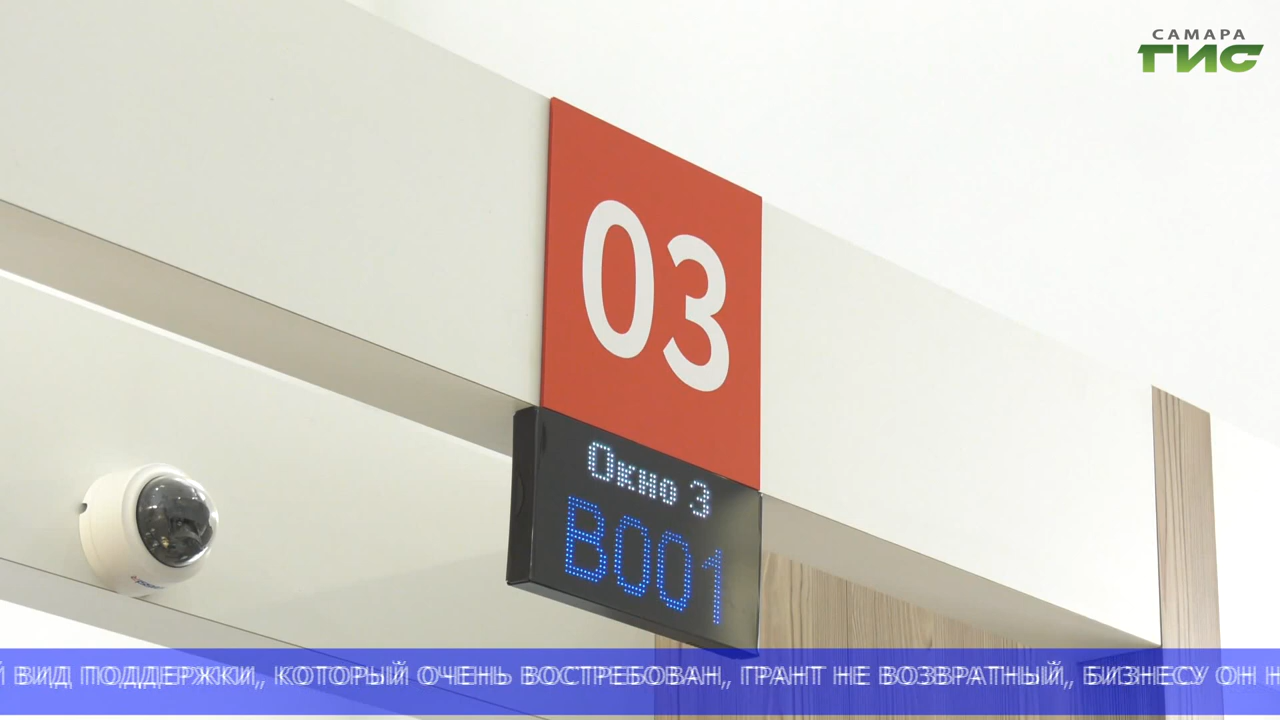 САМАРА
ГИС
03
Окно 3
В001
Й ВИД ПОДДЕРЖКИ, КОТОРЫЙ ОЧЕНЬ ВОСТРЕБОВАН, ГРАНТ НЕ ВОЗВРАТНЫЙ, БИЗНЕСУ ОН Н